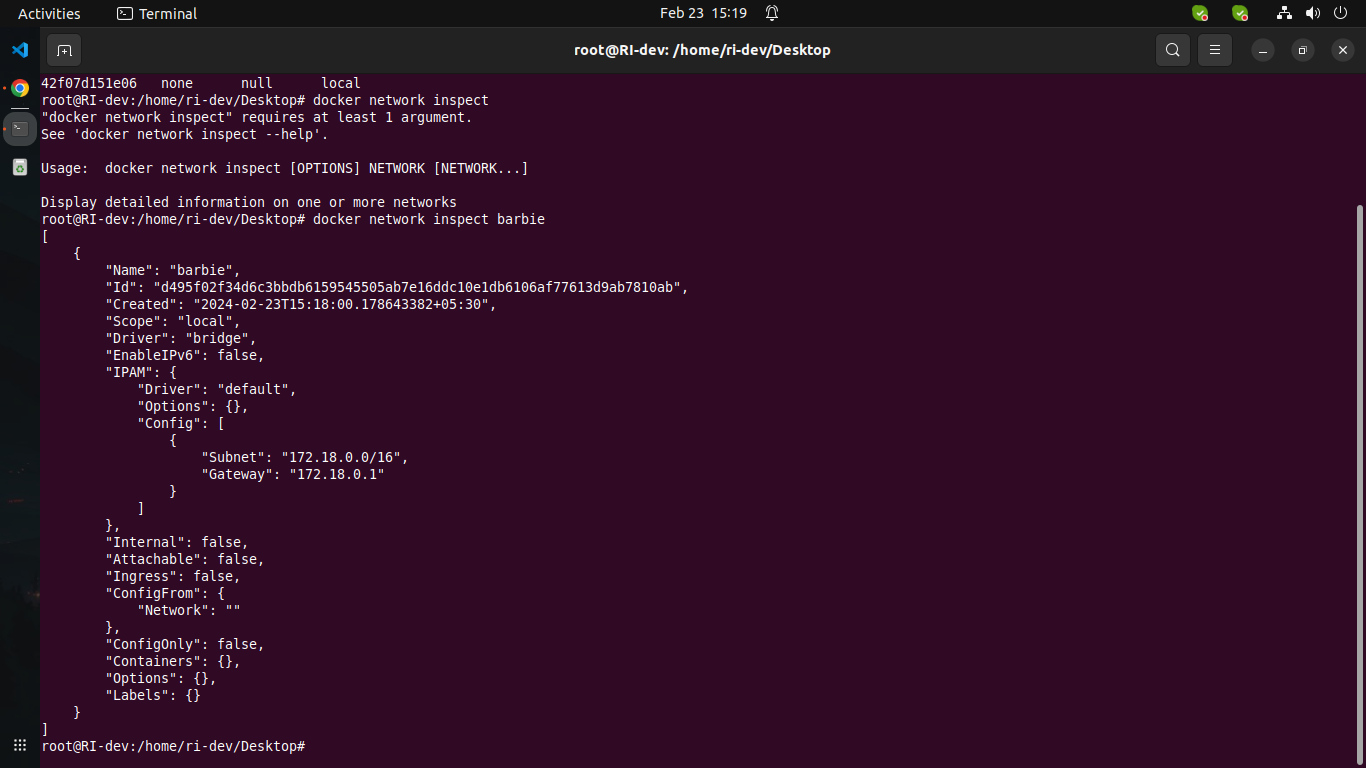 Activities
Terminal
Feb 23 15:19
root@RI-dev: /home/ri-dev/Desktop
42f07d151e06   none      null      local
root@RI-dev:/home/ri-dev/Desktop# docker network inspect
"docker network inspect" requires at least 1 argument.
See 'docker network inspect --help'.

Usage:  docker network inspect [OPTIONS] NETWORK [NETWORK...]

Display detailed information on one or more networks
root@RI-dev:/home/ri-dev/Desktop# docker network inspect barbie
[
    {
        "Name": "barbie",
        "Id": "d495f02f34d6c3bbdb6159545505ab7e16ddc10e1db6106af77613d9ab7810ab",
        "Created": "2024-02-23T15:18:00.178643382+05:30",
        "Scope": "local",
        "Driver": "bridge",
        "EnableIPv6": false,
        "IPAM": {
            "Driver": "default",
            "Options": {},
            "Config": [
                {
                    "Subnet": "172.18.0.0/16",
                    "Gateway": "172.18.0.1"
                }
            ]
        },
        "Internal": false,
        "Attachable": false,
        "Ingress": false,
        "ConfigFrom": {
            "Network": ""
        },
        "ConfigOnly": false,
        "Containers": {},
        "Options": {},
        "Labels": {}
    }
]
root@RI-dev:/home/ri-dev/Desktop#